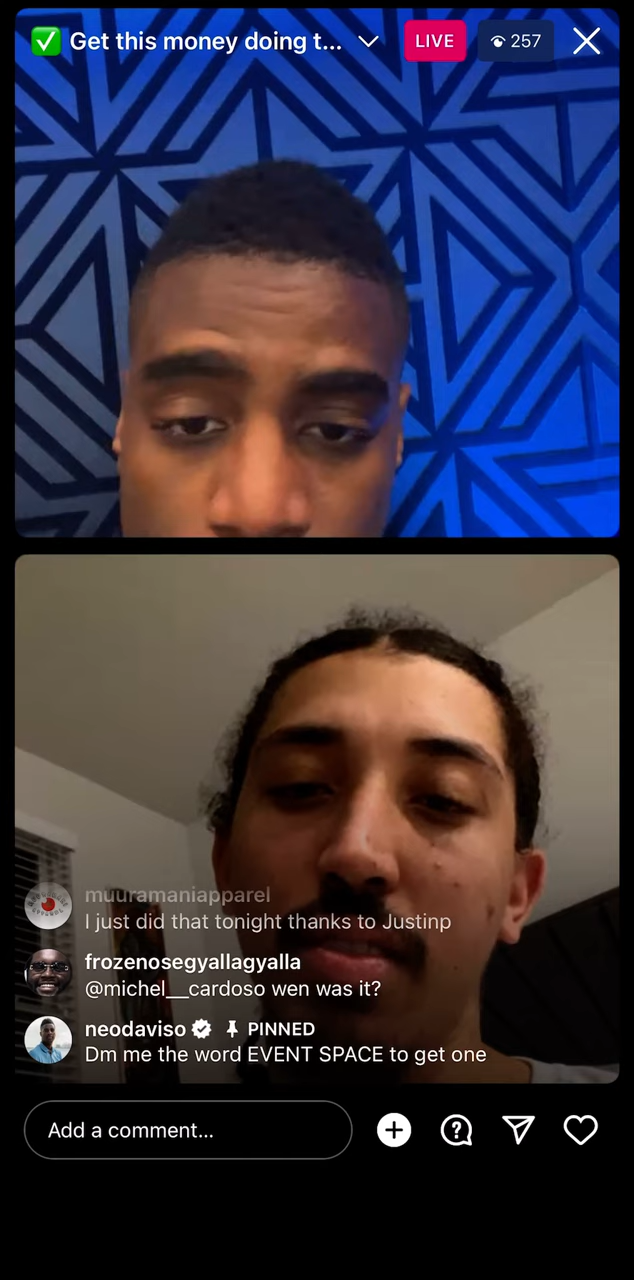 ✅ Get this money doing t...
LIVE
257
muuramaniapparel
I just did that tonight thanks to Justinp
frozenosegyallagyalla
@michel__cardoso wen was it?
neodaviso PINNED
Dm me the word EVENT SPACE to get one
Add a comment...